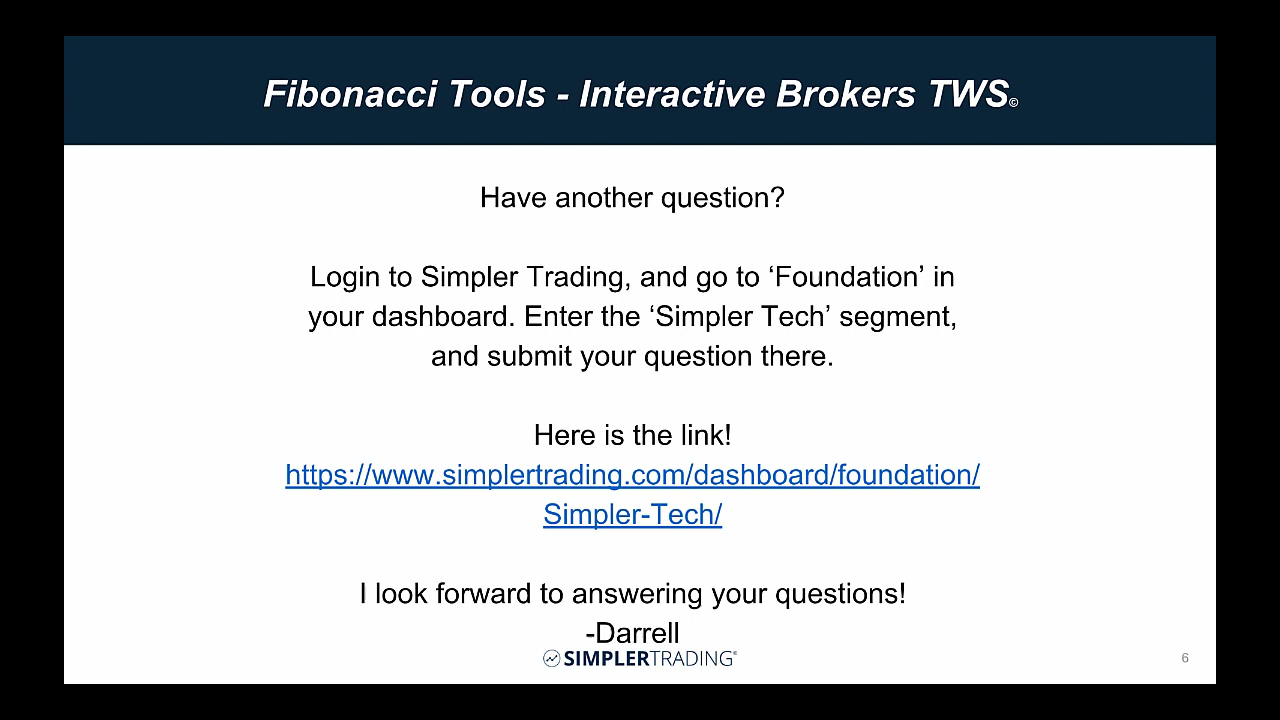 Fibonacci Tools - Interactive Brokers TWS©
Have another question?
Login to Simpler Trading, and go to ‘Foundation’ in
your dashboard. Enter the ‘Simpler Tech’ segment,
and submit your question there.
Here is the link!
https://www.simplertrading.com/dashboard/foundation/
Simpler-Tech/
I look forward to answering your questions!
-Darrell
SIMPLERTRADING®
6